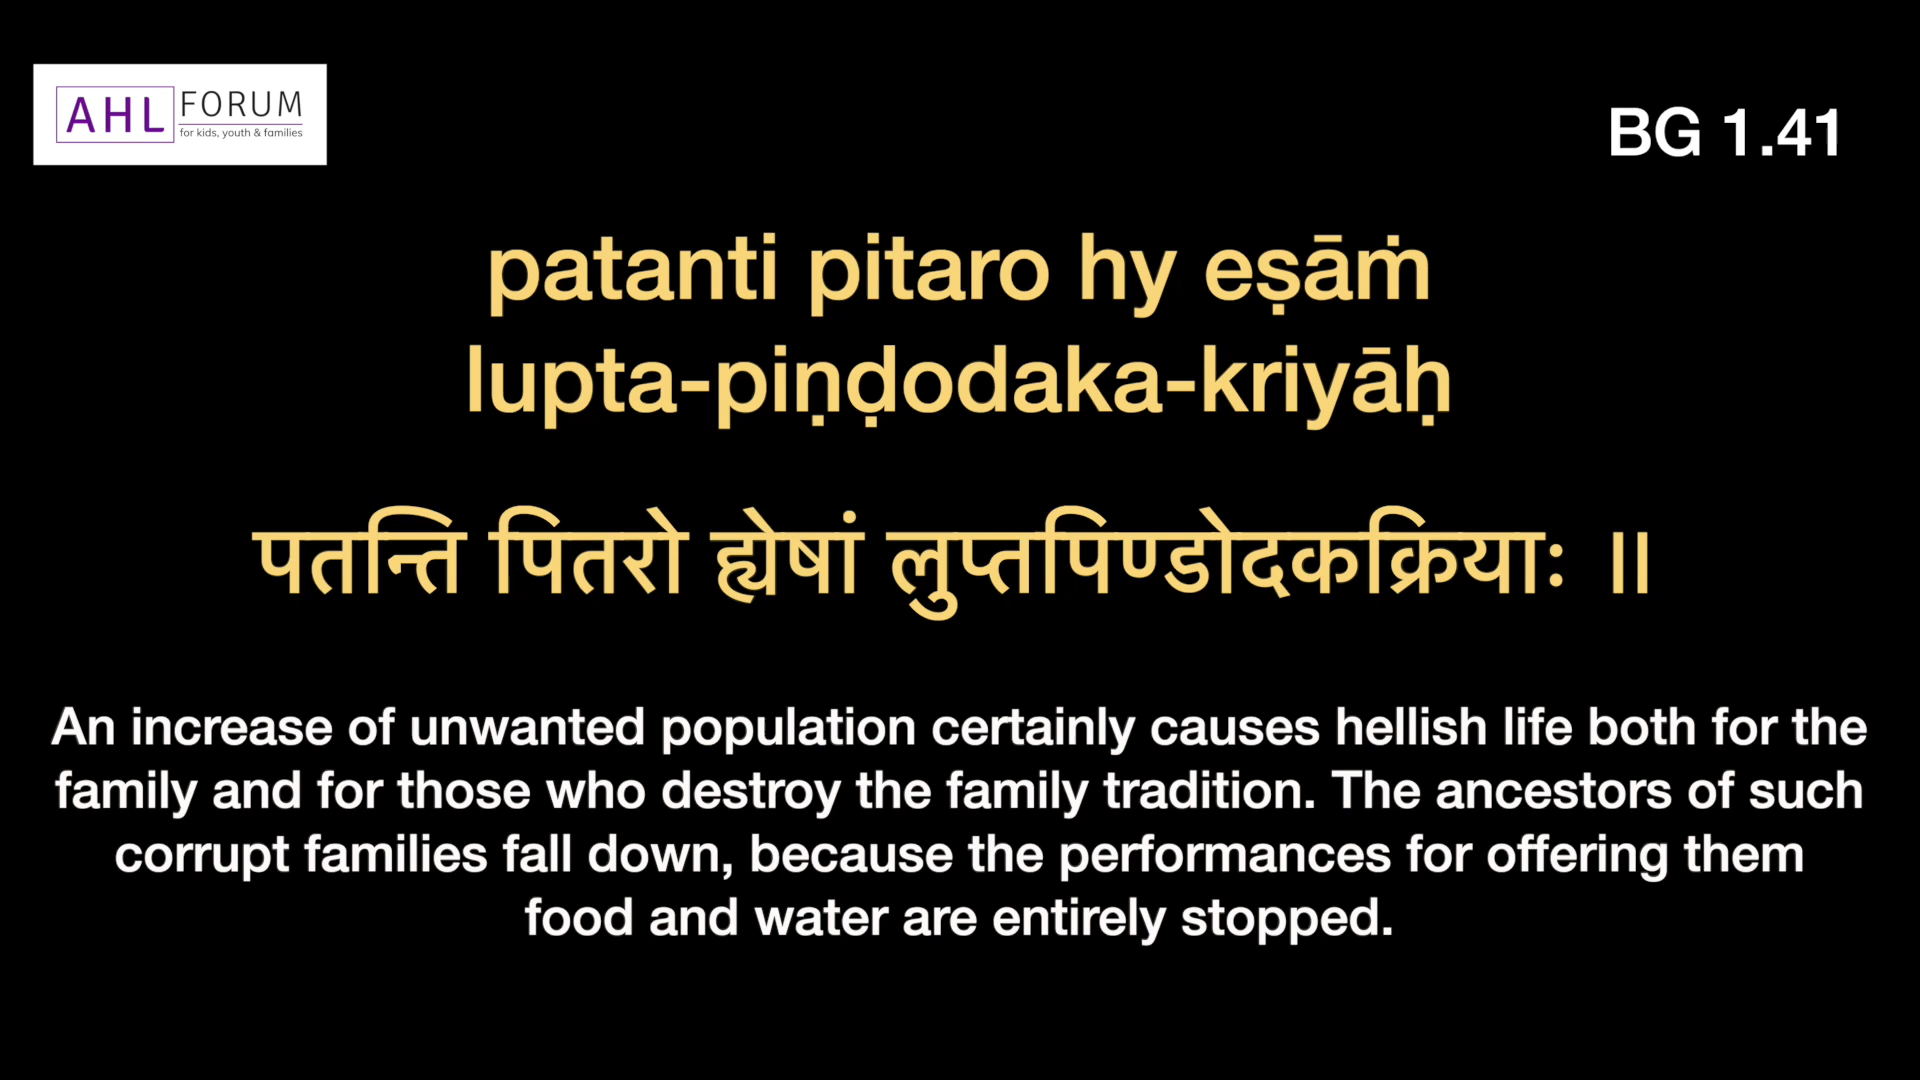 AHL FORUM
for kids, youth & families
BG 1.41
patanti pitaro hy eṣāṁ
lupta-piṇḍodaka-kriyāḥ
पतन्ति पितरो ह्येषां लुप्तपिण्डोदकक्रियाः ॥
An increase of unwanted population certainly causes hellish life both for the
family and for those who destroy the family tradition. The ancestors of such
corrupt families fall down, because the performances for offering them
food and water are entirely stopped.